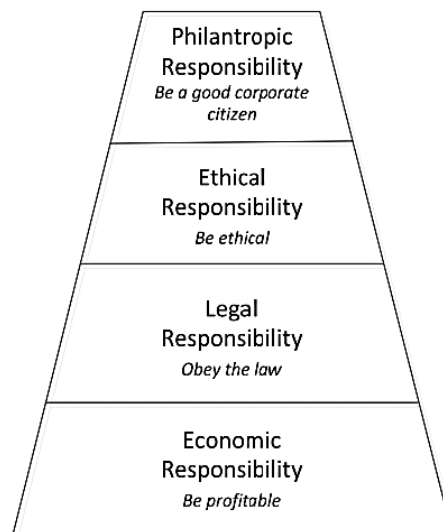 Philantropic
Responsibility
Be a good corporate
citizen
Ethical
Responsibility
Be ethical
Legal
Responsibility
Obey the law
Economic
Responsibility
Be profitable